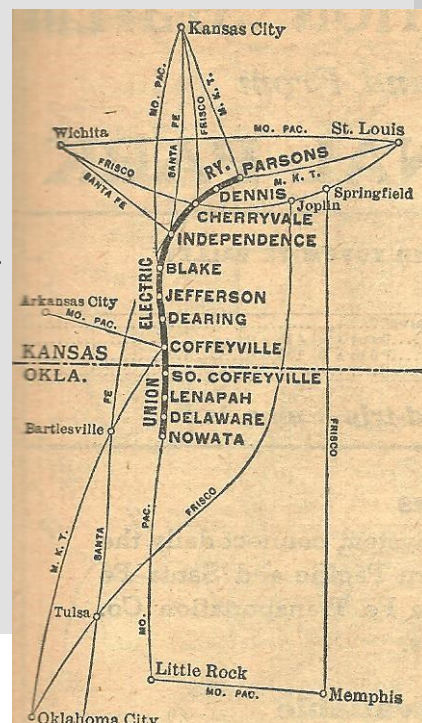 Kansas City
MO. PAC.
SANTA FE
FRISCO
M. K. T.
Wichita
MO. PAC.
St. Louis
FRISCO
SANTA FE
RY.
PARSONS
M. K. T.
DENNIS
Springfield
Joplin
CHERRYVALE
INDEPENDENCE
BLAKE
ELECTRIC
JEFFERSON
Arkansas City
MO. PAC.
DEARING
COFFEYVILLE
KANSAS
OKLA.
SO. COFFEYVILLE
UNION
LENAPAH
DELAWARE
NOWATA
Bartlesville
FRISCO
M. K. T.
SANTA FE
FRISCO
MO. PAC.
Tulsa
Little Rock
MO. PAC.
Memphis
Oklahoma City